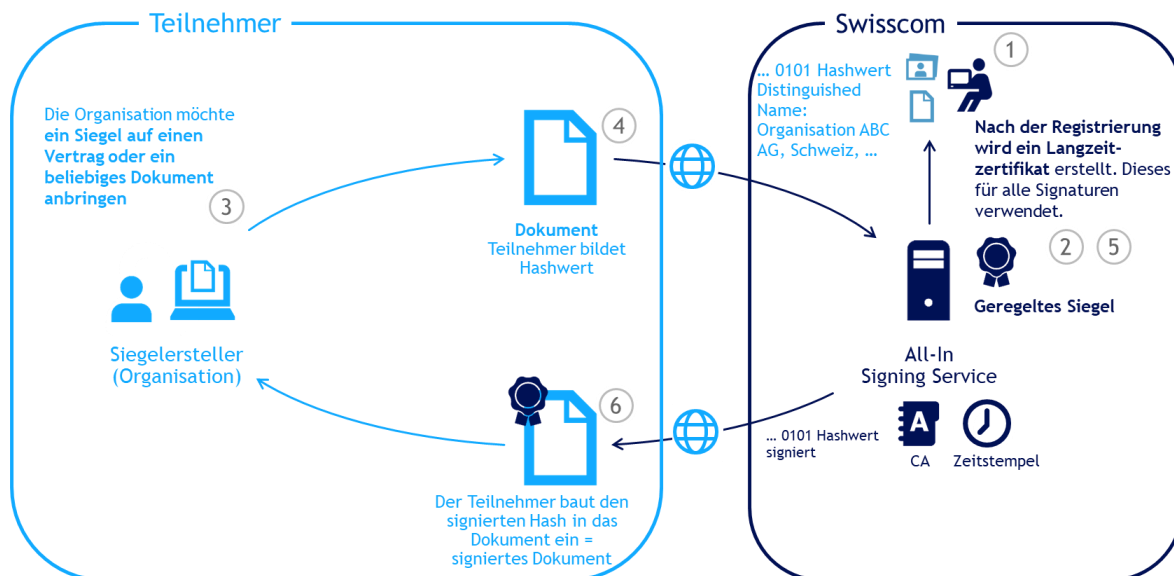 Teilnehmer
Die Organisation möchte
ein Siegel auf einen
Vertrag oder ein
beliebiges Dokument
anbringen
3
Siegelersteller
(Organisation)
4
Dokument
Teilnehmer bildet
Hashwert
6
Der Teilnehmer baut den
signierten Hash in das
Dokument ein =
signiertes Dokument
Swisscom
... 0101 Hashwert
Distinguished
Name:
Organisation ABC
AG, Schweiz, ...
1
Nach der Registrierung
wird ein Langzeit-
zertifikat erstellt. Dieses
für alle Signaturen
verwendet.
2 5
Geregeltes Siegel
All-In
Signing Service
A
CA
Zeitstempel
... 0101 Hashwert
signiert